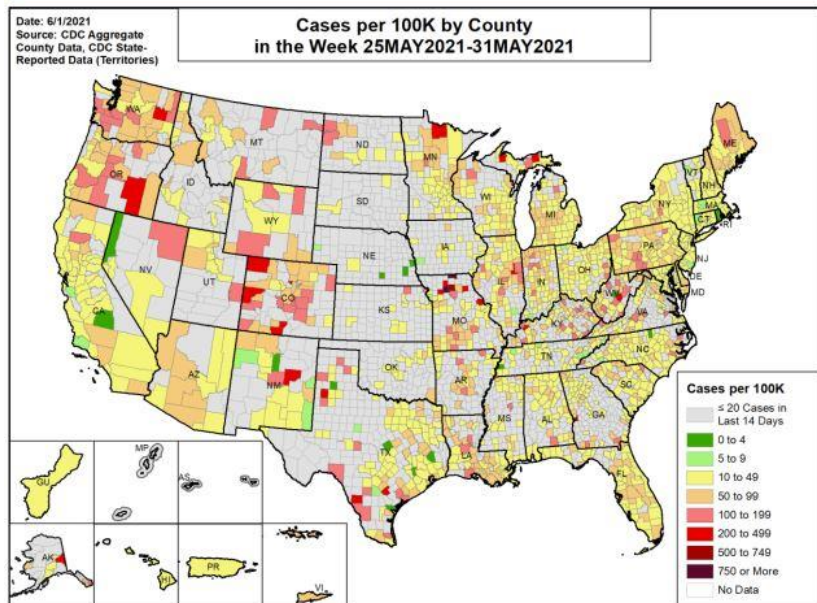 Date: 6/1/2021
Source: CDC Aggregate
County Data, CDC State-
Reported Data (Territories)
Cases per 100K by County
in the Week 25MAY2021-31MAY2021
WA
MT
ND
MN
ME
OR
ID
SD
WI
VT
NH
WY
MI
NY
MA
CT
RI
IA
PA
NE
NJ
NV
UT
IL
IN
OH
DE
CO
MD
CA
KS
MO
WV
VA
KY
AZ
NM
OK
TN
NC
AR
SC
MS
AL
GA
TX
LA
FL
GU
MP
AS
AK
HI
PR
VI
Cases per 100K
≤ 20 Cases in
Last 14 Days
0 to 4
5 to 9
10 to 49
50 to 99
100 to 199
200 to 499
500 to 749
750 or More
No Data